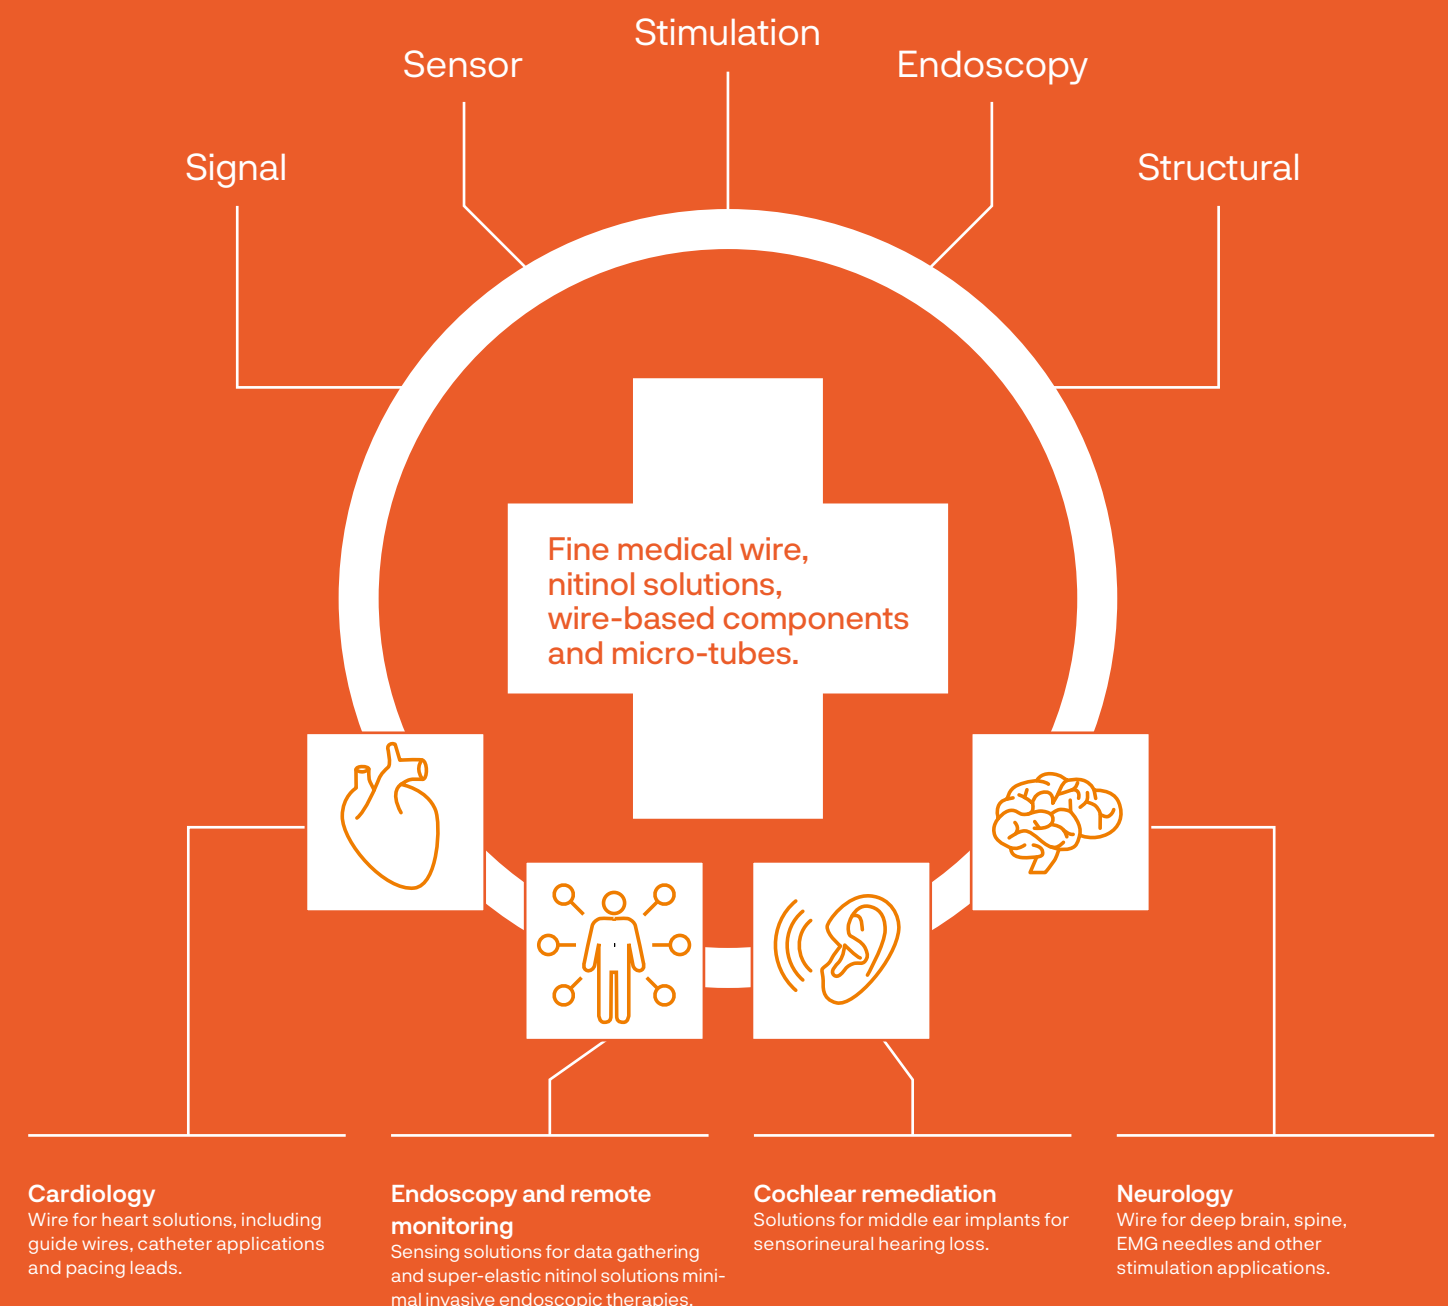 Stimulation
Sensor
Endoscopy
Signal
Structural
Fine medical wire,
nitinol solutions,
wire-based components
and micro-tubes.
Cardiology
Wire for heart solutions, including
guide wires, catheter applications
and pacing leads.
Endoscopy and remote
monitoring
Sensing solutions for data gathering
and super-elastic nitinol solutions mini-
mal invasive endoscopic therapies.
Cochlear remediation
Solutions for middle ear implants for
sensorineural hearing loss.
Neurology
Wire for deep brain, spine,
EMG needles and other
stimulation applications.